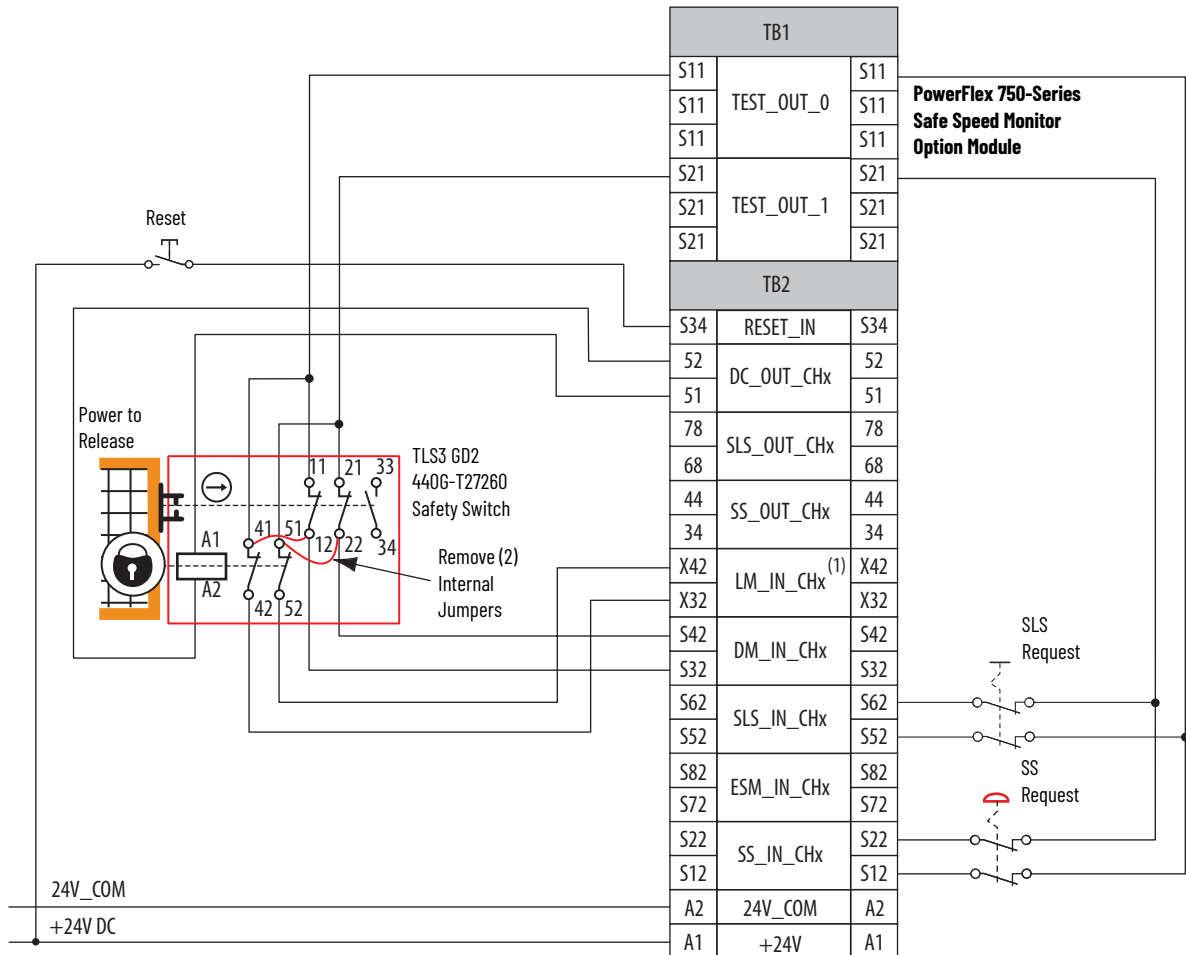 TB1
S11 S11
S11 TEST_OUT_0 S11
S11 S11
S21 S21
S21 TEST_OUT_1 S21
S21 S21
PowerFlex 750-Series
Safe Speed Monitor
Option Module
Reset
TB2
S34 RESET_IN S34
52 52
DC_OUT_CHx
51 51
78 78
SLS_OUT_CHx
68 68
44 44
SS_OUT_CHx
34 34
X42 X42
LM_IN_CHx (1)
X32 X32
S42 S42
DM_IN_CHx
S32 S32
S62 S62
SLS_IN_CHx
S52 S52
S82 S82
ESM_IN_CHx
S72 S72
S22 S22
SS_IN_CHx
S12 S12
A2 24V_COM A2
A1 +24V A1
Power to
Release
11 21 33
TLS3 GD2
440G-T27260
Safety Switch
41 51
12 22 34
A1
A2
42 52
Remove (2)
Internal
Jumpers
SLS
Request
SS
Request
24V_COM
+24V DC